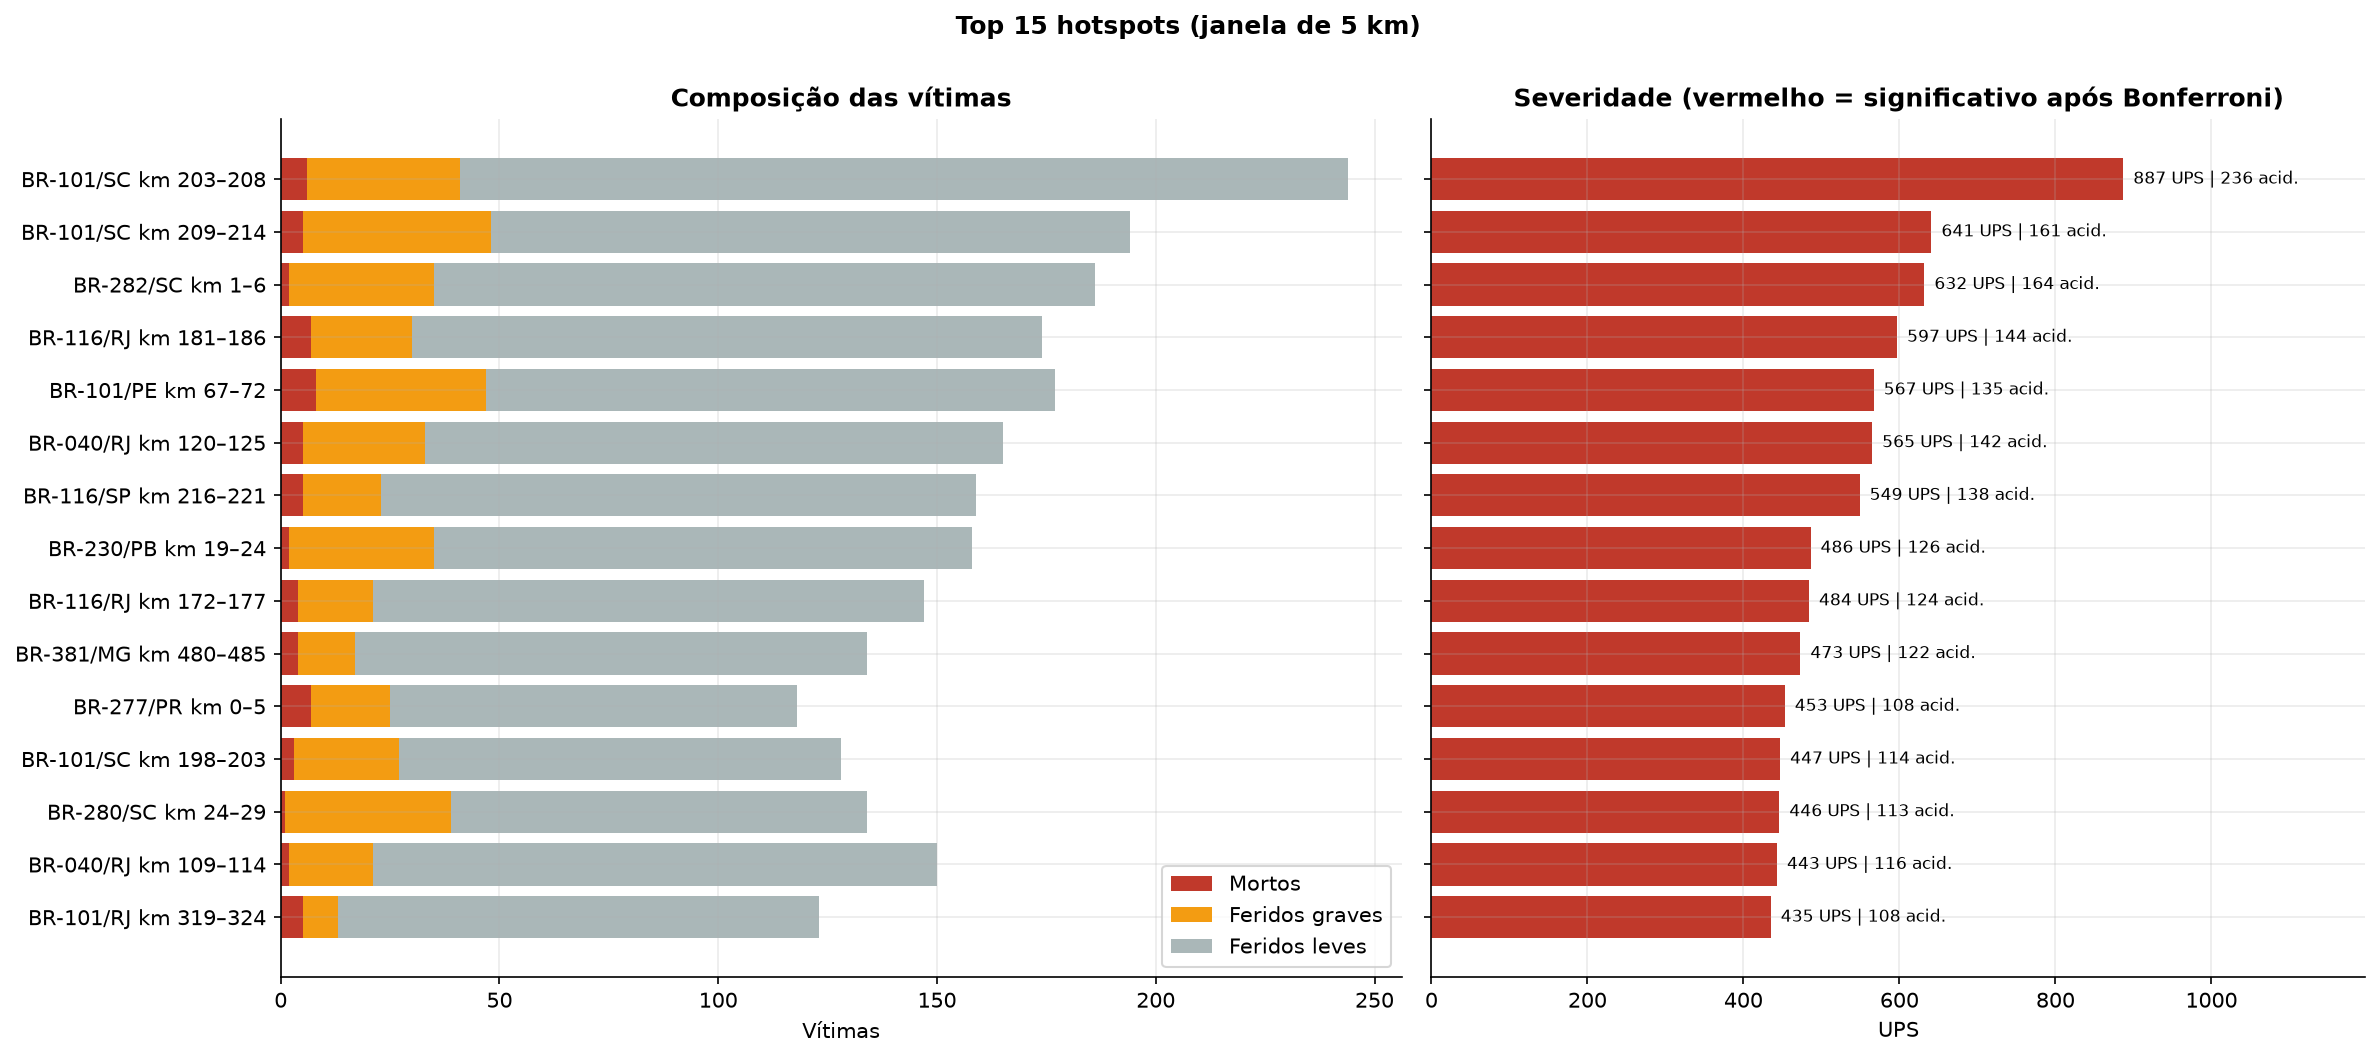 Top 15 hotspots (janela de 5 km)
Composição das vítimas
BR-101/SC km 203–208
BR-101/SC km 209–214
BR-282/SC km 1–6
BR-116/RJ km 181–186
BR-101/PE km 67–72
BR-040/RJ km 120–125
BR-116/SP km 216–221
BR-230/PB km 19–24
BR-116/RJ km 172–177
BR-381/MG km 480–485
BR-277/PR km 0–5
BR-101/SC km 198–203
BR-280/SC km 24–29
BR-040/RJ km 109–114
BR-101/RJ km 319–324
Mortos
Feridos graves
Feridos leves
0 50 100 150 200 250
Vítimas
Severidade (vermelho = significativo após Bonferroni)
887 UPS | 236 acid.
641 UPS | 161 acid.
632 UPS | 164 acid.
597 UPS | 144 acid.
567 UPS | 135 acid.
565 UPS | 142 acid.
549 UPS | 138 acid.
486 UPS | 126 acid.
484 UPS | 124 acid.
473 UPS | 122 acid.
453 UPS | 108 acid.
447 UPS | 114 acid.
446 UPS | 113 acid.
443 UPS | 116 acid.
435 UPS | 108 acid.
0 200 400 600 800 1000
UPS